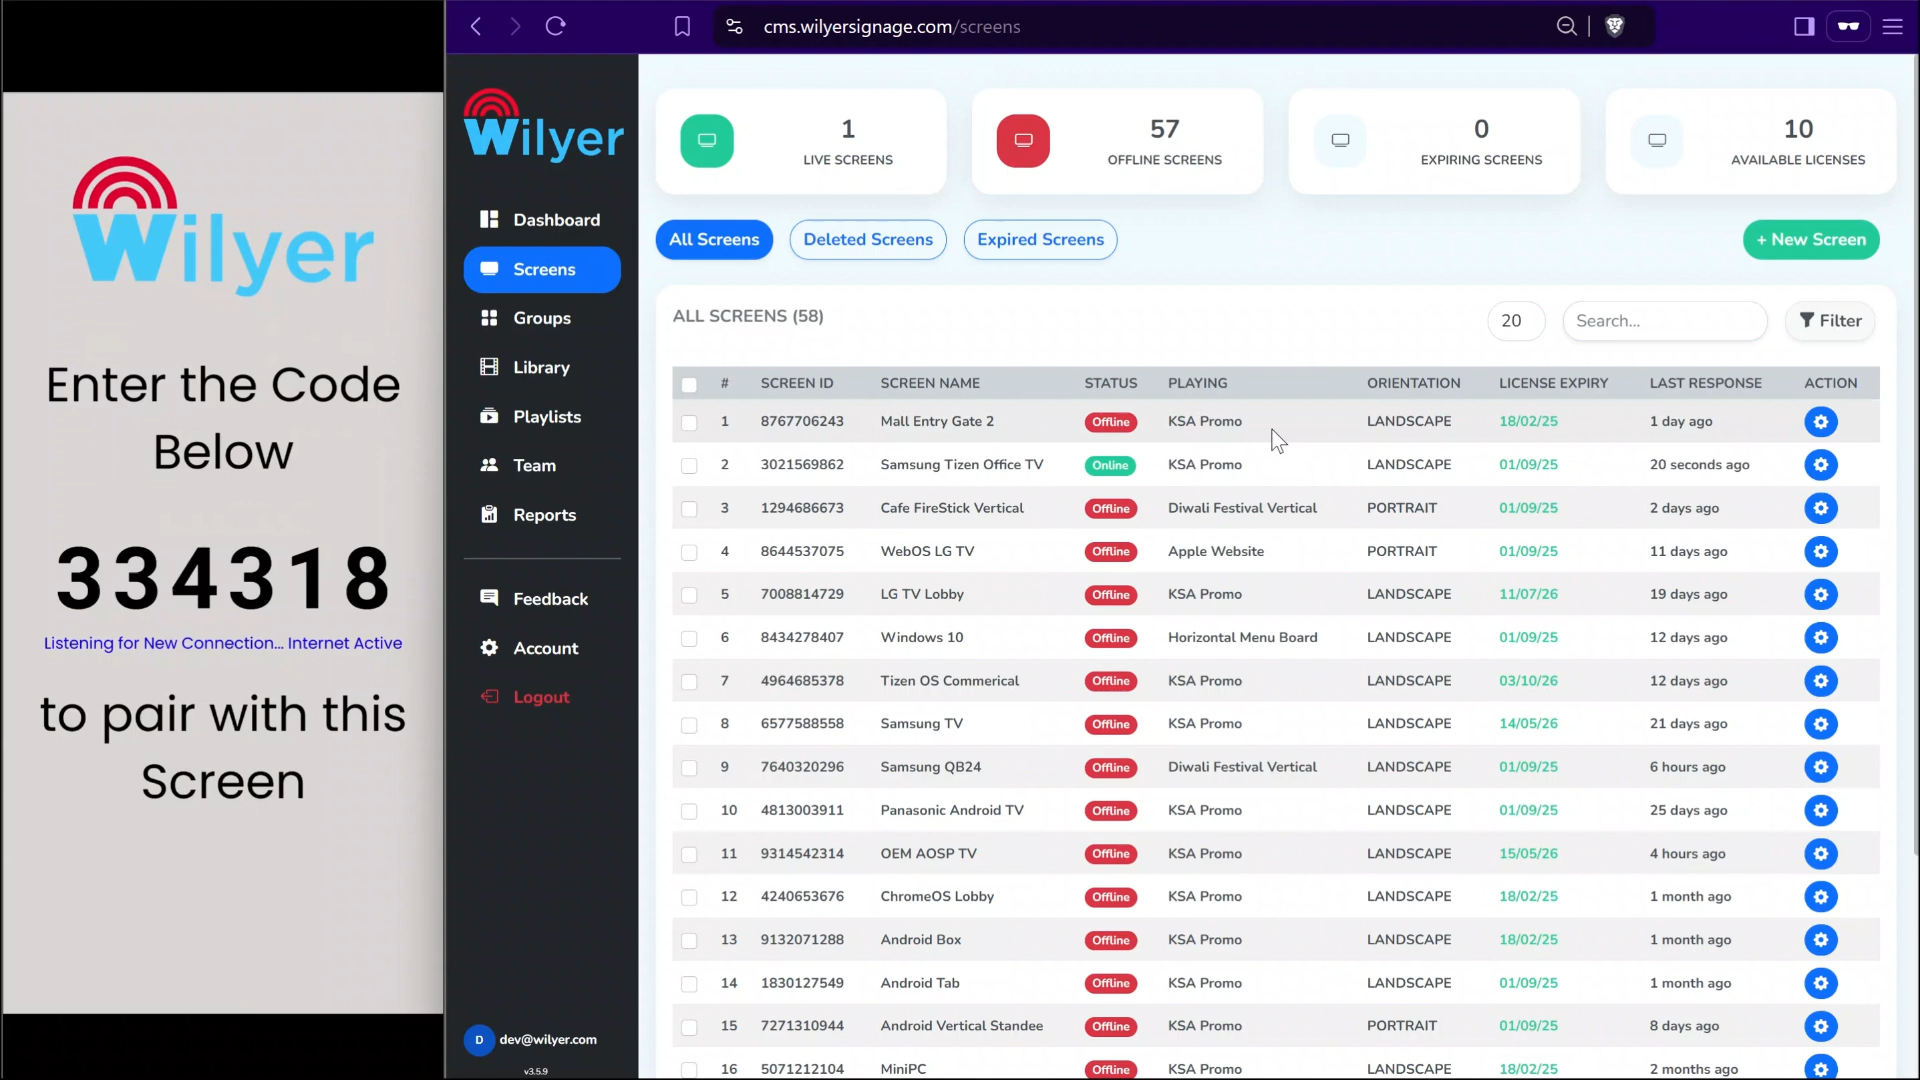 Wilyer
Enter the Code
Below
334318
Listening for New Connection... Internet Active
to pair with this
Screen
cms.wilyersignage.com/screens
Wilyer
Dashboard
Screens
Groups
Library
Playlists
Team
Reports
Feedback
Account
Logout
D dev@wilyer.com
v3.5.9
1
LIVE SCREENS
57
OFFLINE SCREENS
0
EXPIRING SCREENS
10
AVAILABLE LICENSES
All Screens Deleted Screens Expired Screens + New Screen
ALL SCREENS (58) 20 Search... Filter
# SCREEN ID SCREEN NAME STATUS PLAYING ORIENTATION LICENSE EXPIRY LAST RESPONSE ACTION
1 8767706243 Mall Entry Gate 2 Offline KSA Promo LANDSCAPE 18/02/25 1 day ago
2 3021569862 Samsung Tizen Office TV Online KSA Promo LANDSCAPE 01/09/25 20 seconds ago
3 1294686673 Cafe FireStick Vertical Offline Diwali Festival Vertical PORTRAIT 01/09/25 2 days ago
4 8644537075 WebOS LG TV Offline Apple Website PORTRAIT 01/09/25 11 days ago
5 7008814729 LG TV Lobby Offline KSA Promo LANDSCAPE 11/07/26 19 days ago
6 8434278407 Windows 10 Offline Horizontal Menu Board LANDSCAPE 01/09/25 12 days ago
7 4964685378 Tizen OS Commerical Offline KSA Promo LANDSCAPE 03/10/26 12 days ago
8 6577588558 Samsung TV Offline KSA Promo LANDSCAPE 14/05/26 21 days ago
9 7640320296 Samsung QB24 Offline Diwali Festival Vertical LANDSCAPE 01/09/25 6 hours ago
10 4813003911 Panasonic Android TV Offline KSA Promo LANDSCAPE 01/09/25 25 days ago
11 9314542314 OEM AOSP TV Offline KSA Promo LANDSCAPE 15/05/26 4 hours ago
12 4240653676 ChromeOS Lobby Offline KSA Promo LANDSCAPE 18/02/25 1 month ago
13 9132071288 Android Box Offline KSA Promo LANDSCAPE 18/02/25 1 month ago
14 1830127549 Android Tab Offline KSA Promo LANDSCAPE 01/09/25 1 month ago
15 7271310944 Android Vertical Standee Offline KSA Promo PORTRAIT 01/09/25 8 days ago
16 5071212104 MiniPC Offline KSA Promo LANDSCAPE 18/02/25 2 months ago